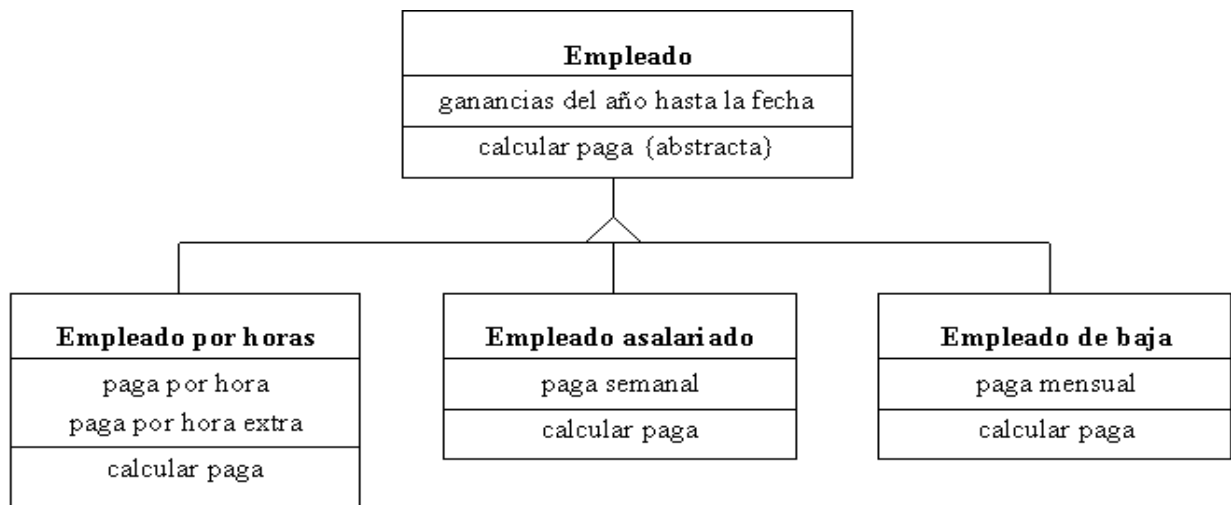 Empleado
ganancias del año hasta la fecha
calcular paga {abstracta}
Empleado por horas
paga por hora
paga por hora extra
calcular paga
Empleado asalariado
paga semanal
calcular paga
Empleado de baja
paga mensual
calcular paga